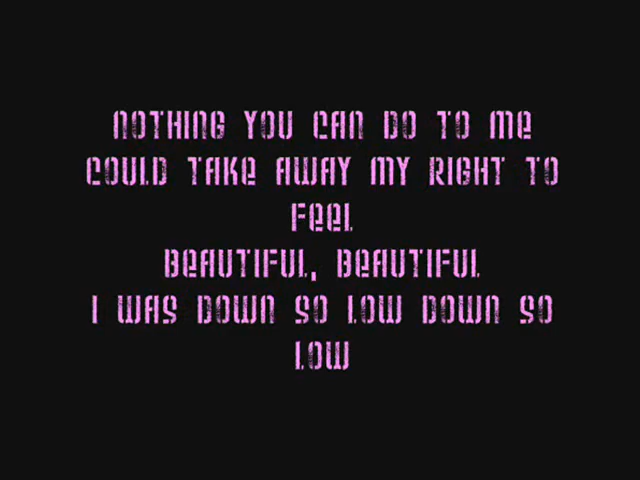 NOTHING YOU CAN DO TO ME
COULD TAKE AWAY MY RIGHT TO
FEEL
BEAUTIFUL, BEAUTIFUL
I WAS DOWN SO LOW DOWN SO
LOW